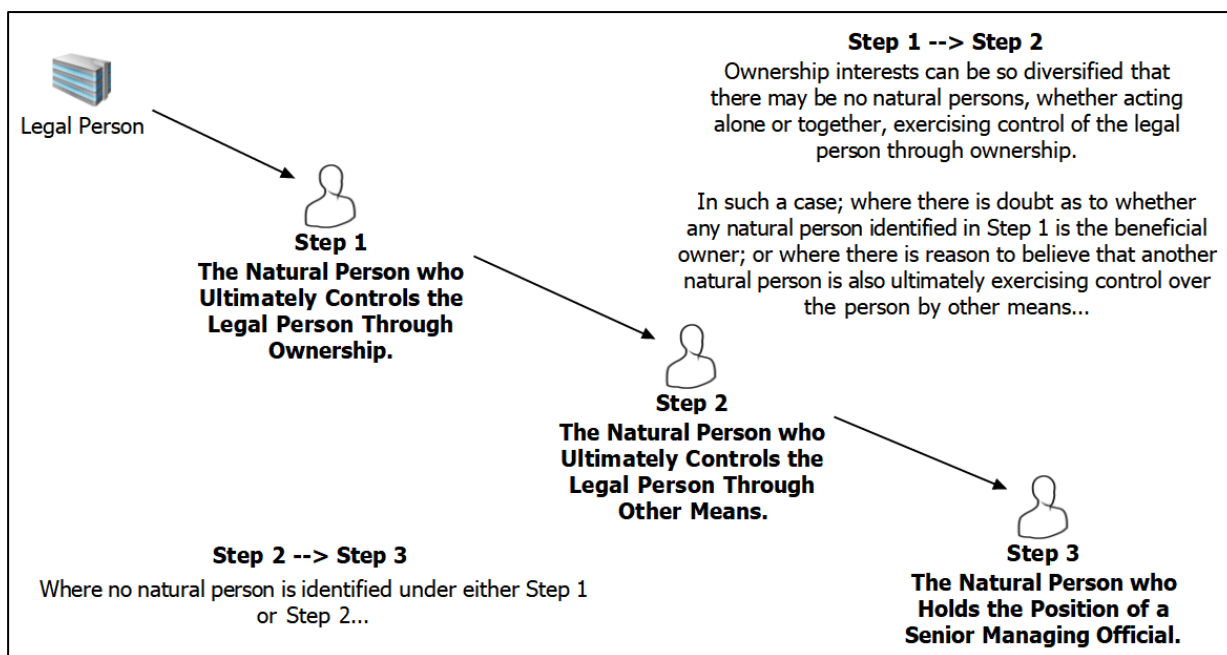 Legal Person
Step 1
The Natural Person who
Ultimately Controls the
Legal Person Through
Ownership.
Step 1 --> Step 2
Ownership interests can be so diversified that
there may be no natural persons, whether acting
alone or together, exercising control of the legal
person through ownership.
In such a case; where there is doubt as to whether
any natural person identified in Step 1 is the beneficial
owner; or where there is reason to believe that another
natural person is also ultimately exercising control over
the person by other means...
Step 2
The Natural Person who
Ultimately Controls the
Legal Person Through
Other Means.
Step 2 --> Step 3
Where no natural person is identified under either Step 1
or Step 2...
Step 3
The Natural Person who
Holds the Position of a
Senior Managing Official.